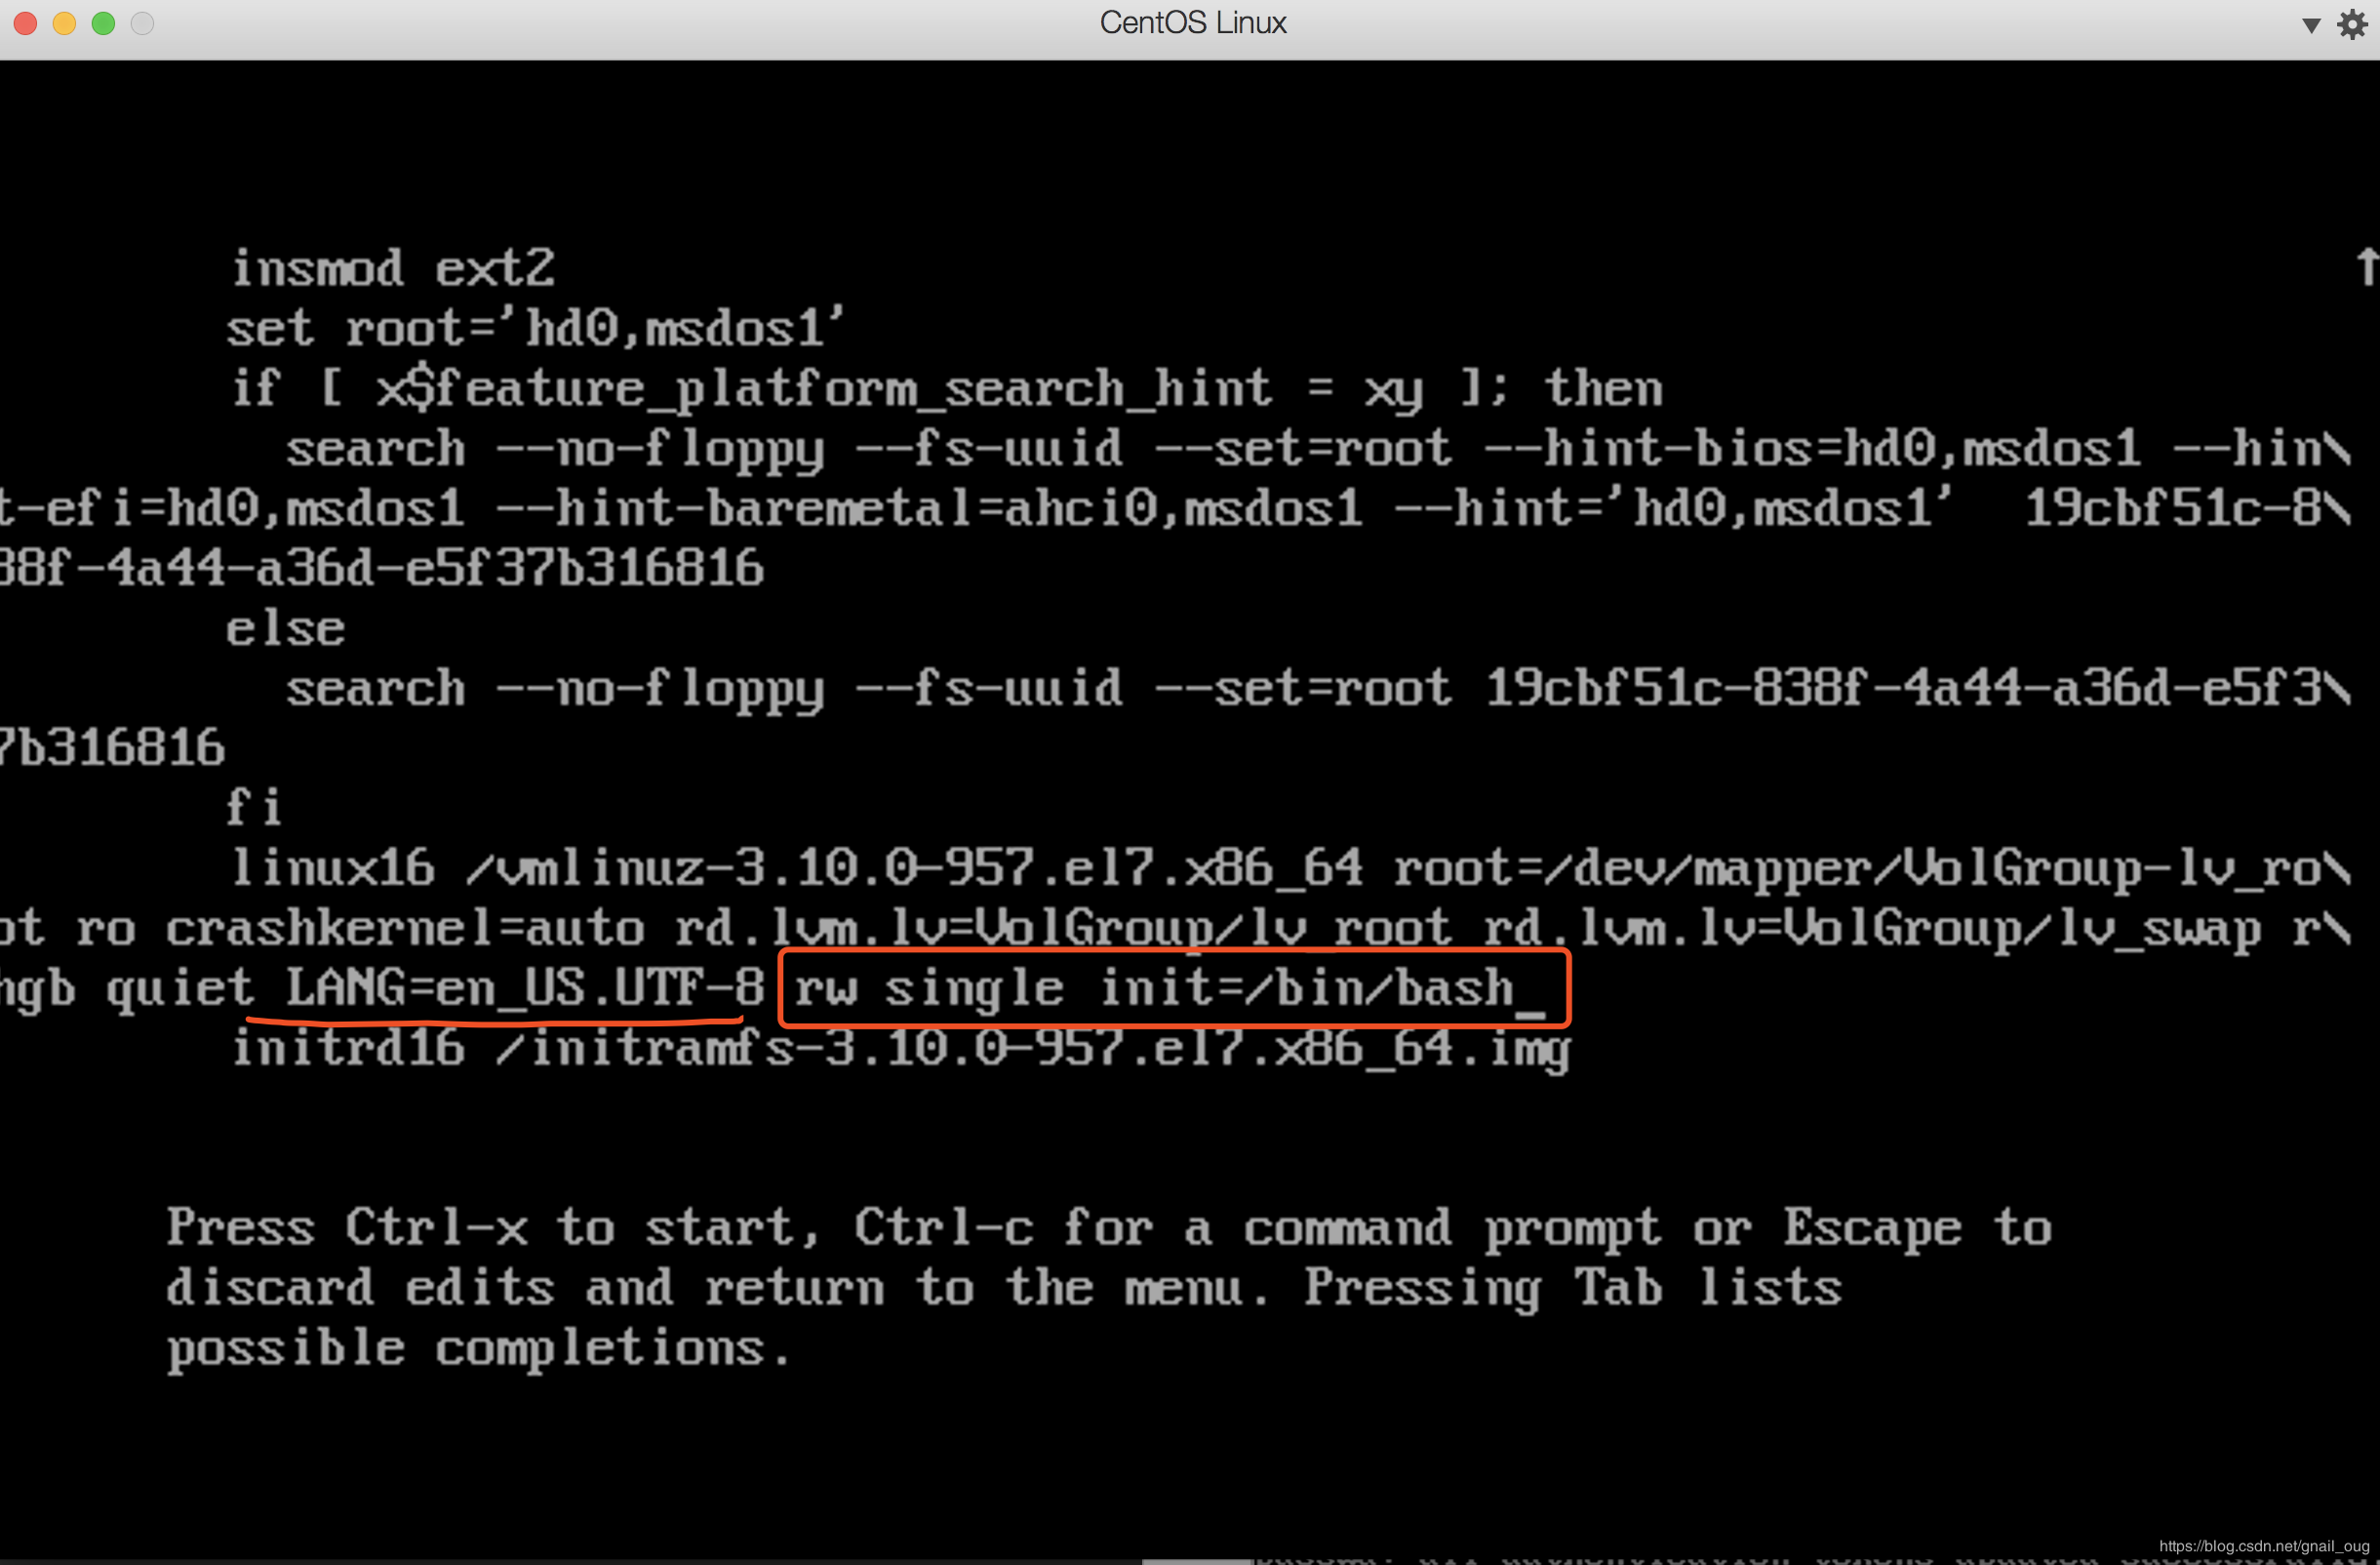 CentOS Linux
insmod ext2
set root='hd0,msdos1'
if [ x$feature_platform_search_hint = xy ]; then
search --no-floppy --fs-uuid --set=root --hint-bios=hd0,msdos1 --hin\
t-efi=hd0,msdos1 --hint-baremetal=ahci0,msdos1 --hint='hd0,msdos1' 19cbf51c-8\
38f-4a44-a36d-e5f37b316816
else
search --no-floppy --fs-uuid --set=root 19cbf51c-838f-4a44-a36d-e5f3\
7b316816
fi
linux16 /vmlinuz-3.10.0-957.el7.x86_64 root=/dev/mapper/VolGroup-lv_ro\
ot ro crashkernel=auto rd.lvm.lv=VolGroup/lv_root rd.lvm.lv=VolGroup/lv_swap r\
hgb quiet LANG=en_US.UTF-8 rw single init=/bin/bash_
initrd16 /initramfs-3.10.0-957.el7.x86_64.img
Press Ctrl-x to start, Ctrl-c for a command prompt or Escape to
discard edits and return to the menu. Pressing Tab lists
possible completions.
https://blog.csdn.net/gnail_oug